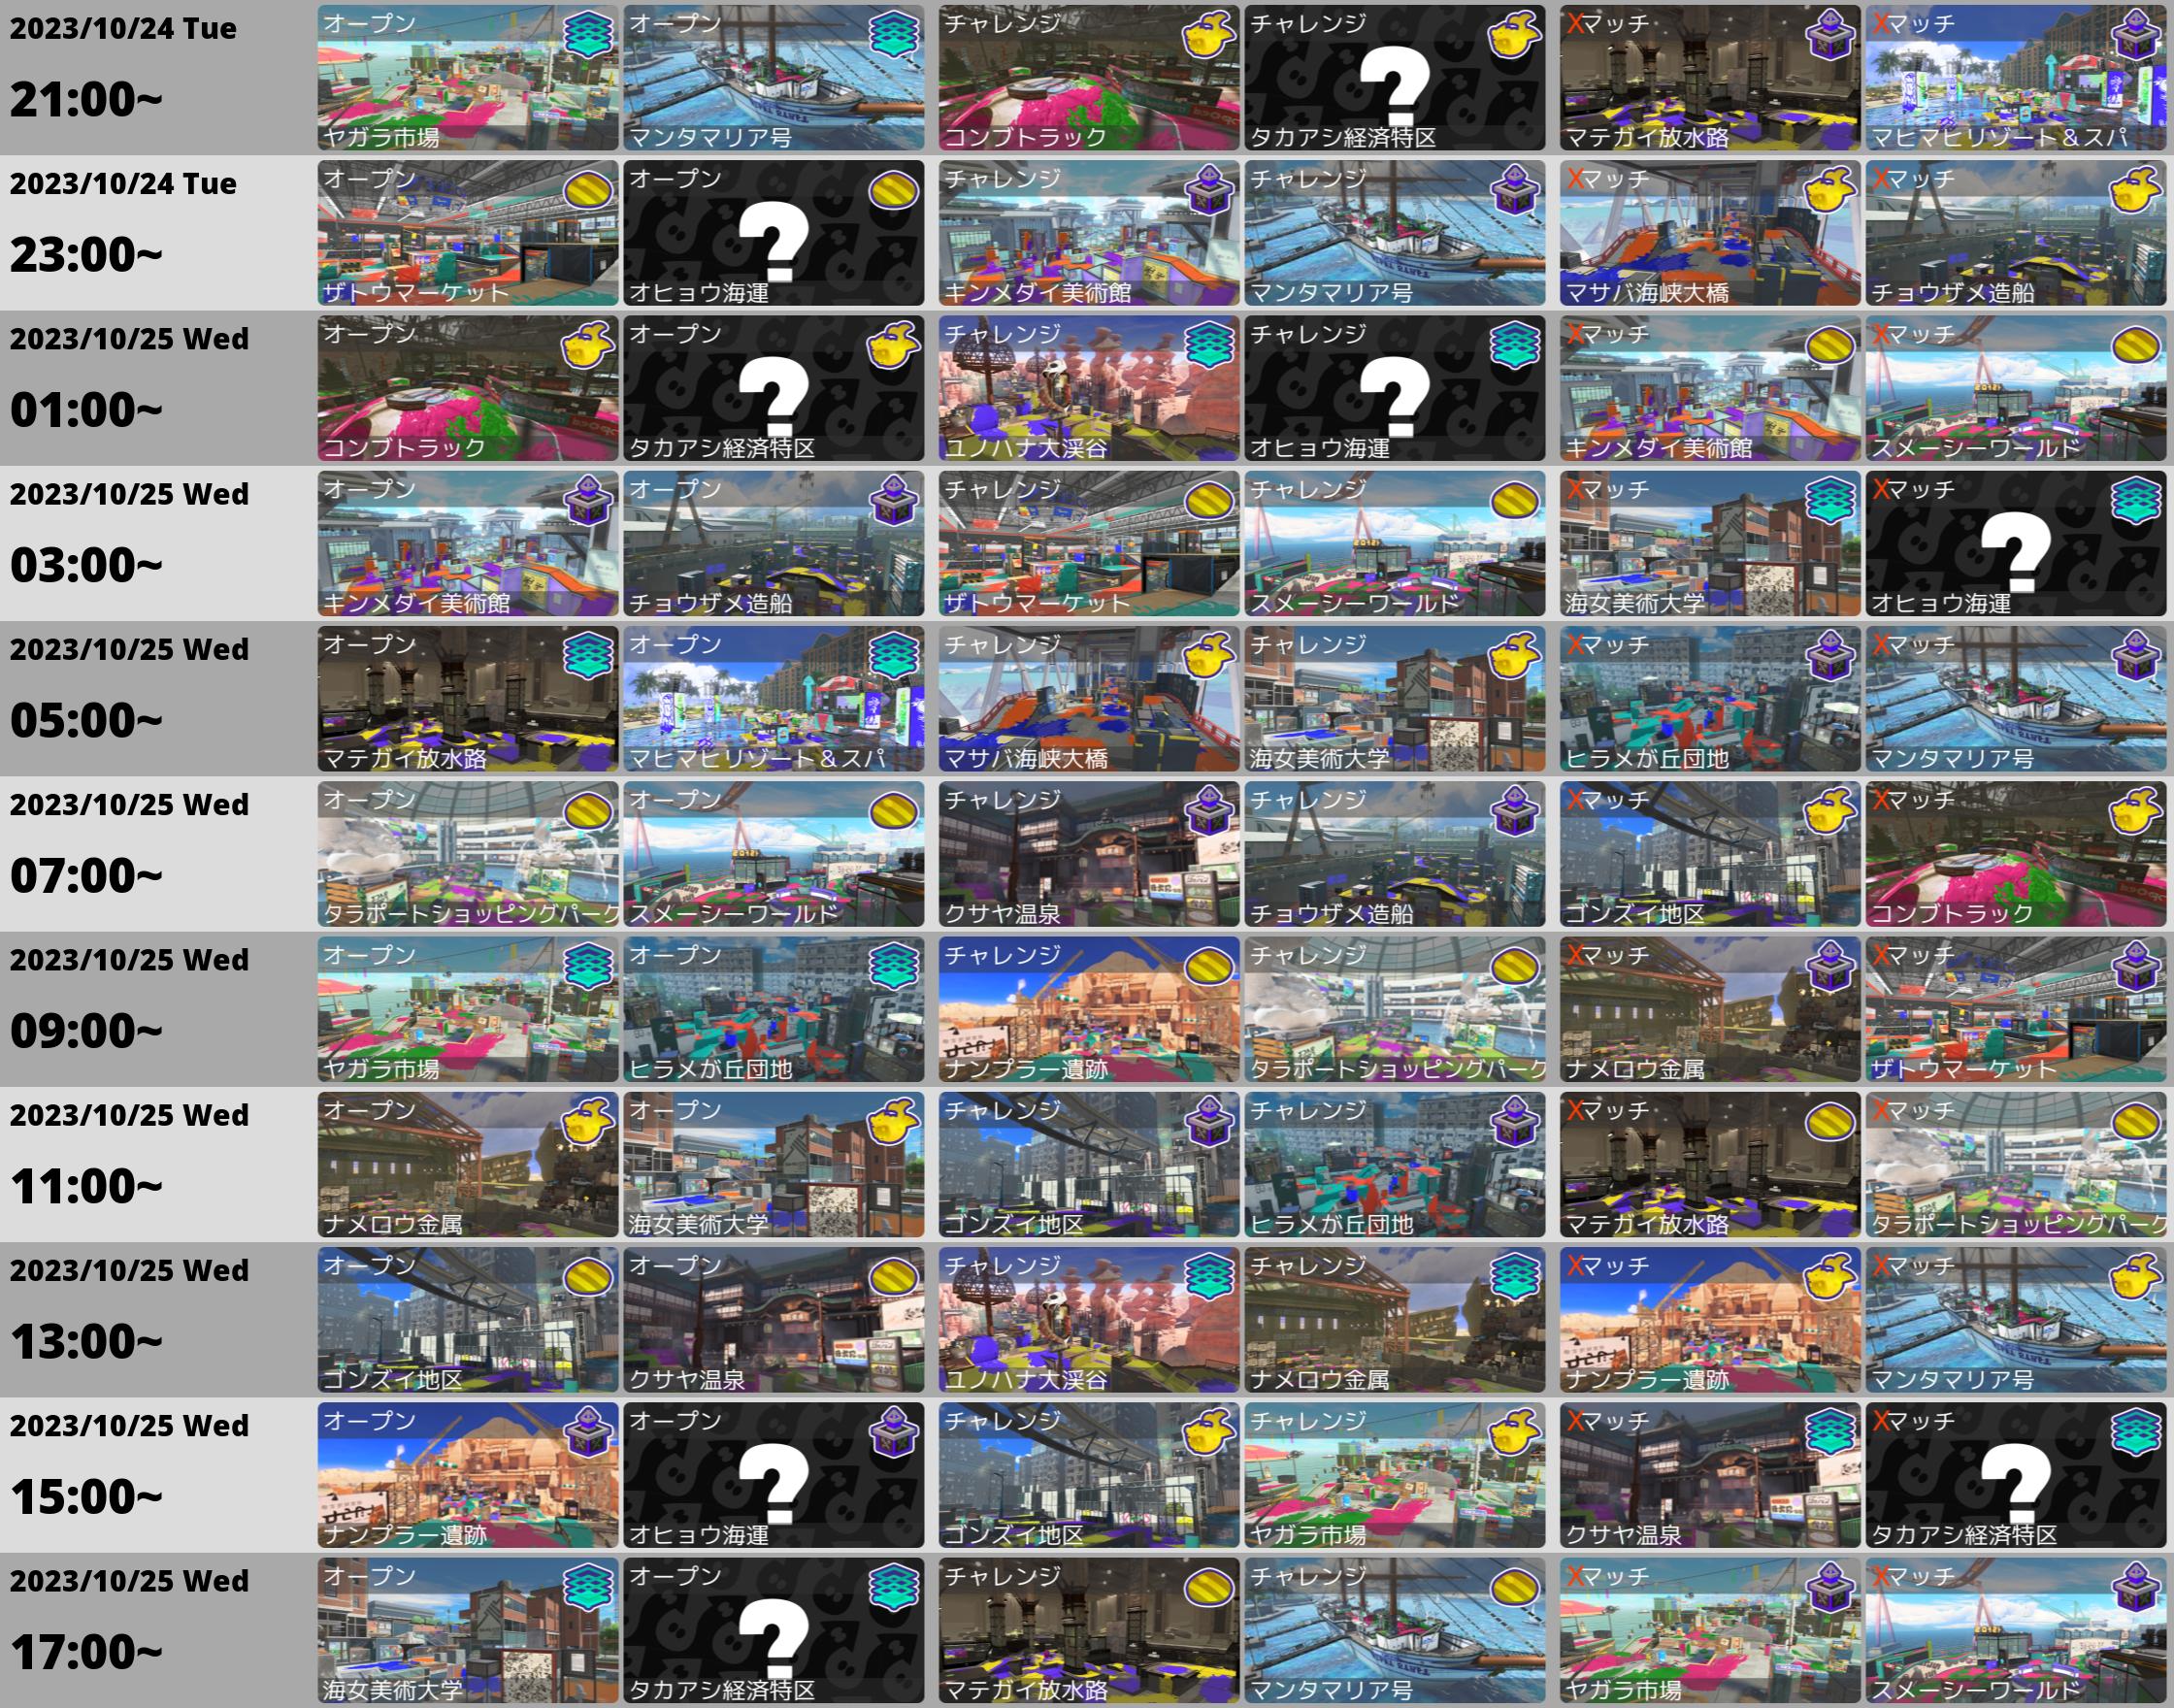 2023/10/24 Tue
21:00~
オープン
ヤガラ市場
オープン
マンタマリア号
チャレンジ
コンブトラック
チャレンジ
?
タカアシ経済特区
Xマッチ
マテガイ放水路
Xマッチ
マヒマヒリゾート＆スパ
2023/10/24 Tue
23:00~
オープン
ザトウマーケット
オープン
?
オヒョウ海運
チャレンジ
キンメダイ美術館
チャレンジ
マンタマリア号
Xマッチ
マサバ海峡大橋
Xマッチ
チョウザメ造船
2023/10/25 Wed
01:00~
オープン
コンブトラック
オープン
?
タカアシ経済特区
チャレンジ
ユノハナ大渓谷
チャレンジ
?
オヒョウ海運
Xマッチ
キンメダイ美術館
Xマッチ
スメーシーワールド
2023/10/25 Wed
03:00~
オープン
キンメダイ美術館
オープン
チョウザメ造船
チャレンジ
ザトウマーケット
チャレンジ
スメーシーワールド
Xマッチ
海女美術大学
Xマッチ
?
オヒョウ海運
2023/10/25 Wed
05:00~
オープン
マテガイ放水路
オープン
マヒマヒリゾート＆スパ
チャレンジ
マサバ海峡大橋
チャレンジ
海女美術大学
Xマッチ
ヒラメが丘団地
Xマッチ
マンタマリア号
2023/10/25 Wed
07:00~
オープン
タラポートショッピングパーク
オープン
スメーシーワールド
チャレンジ
クサヤ温泉
チャレンジ
チョウザメ造船
Xマッチ
ゴンズイ地区
Xマッチ
コンブトラック
2023/10/25 Wed
09:00~
オープン
ヤガラ市場
オープン
ヒラメが丘団地
チャレンジ
ナンプラー遺跡
チャレンジ
タラポートショッピングパーク
Xマッチ
ナメロウ金属
Xマッチ
ザトウマーケット
2023/10/25 Wed
11:00~
オープン
ナメロウ金属
オープン
海女美術大学
チャレンジ
ゴンズイ地区
チャレンジ
ヒラメが丘団地
Xマッチ
マテガイ放水路
Xマッチ
タラポートショッピングパーク
2023/10/25 Wed
13:00~
オープン
ゴンズイ地区
オープン
クサヤ温泉
チャレンジ
ユノハナ大渓谷
チャレンジ
ナメロウ金属
Xマッチ
ナンプラー遺跡
Xマッチ
マンタマリア号
2023/10/25 Wed
15:00~
オープン
ナンプラー遺跡
オープン
?
オヒョウ海運
チャレンジ
ゴンズイ地区
チャレンジ
ヤガラ市場
Xマッチ
クサヤ温泉
Xマッチ
?
タカアシ経済特区
2023/10/25 Wed
17:00~
オープン
海女美術大学
オープン
?
タカアシ経済特区
チャレンジ
マテガイ放水路
チャレンジ
マンタマリア号
Xマッチ
ヤガラ市場
Xマッチ
スメーシーワールド